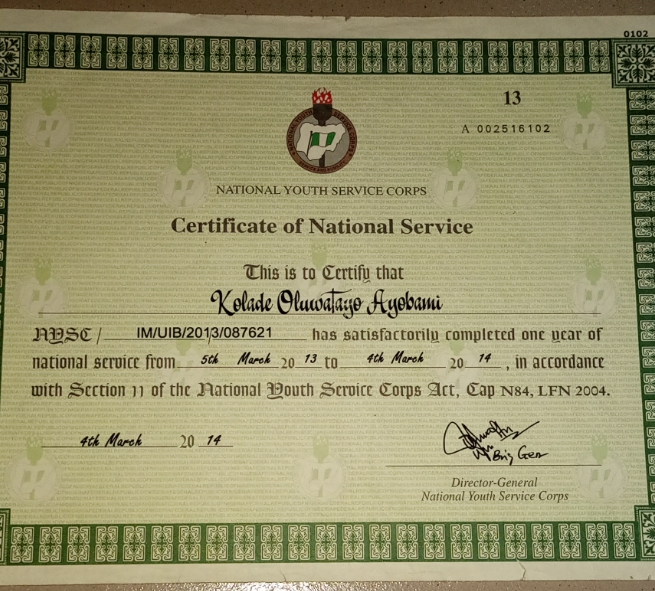 0102
13
A 002516102
NATIONAL YOUTH SERVICE CORPS
Certificate of National Service
This is to Certify that
Kolade Oluwatayo Ayobami
NYSC / IM/UIB/2013/087621 has satisfactorily completed one year of
national service from 5th March 20 13 to 4th March 20 14 , in accordance
with Section 11 of the National Youth Service Corps Act, Cap N84, LFN 2004.
4th March 20 14
Brig Gen
Director-General
National Youth Service Corps